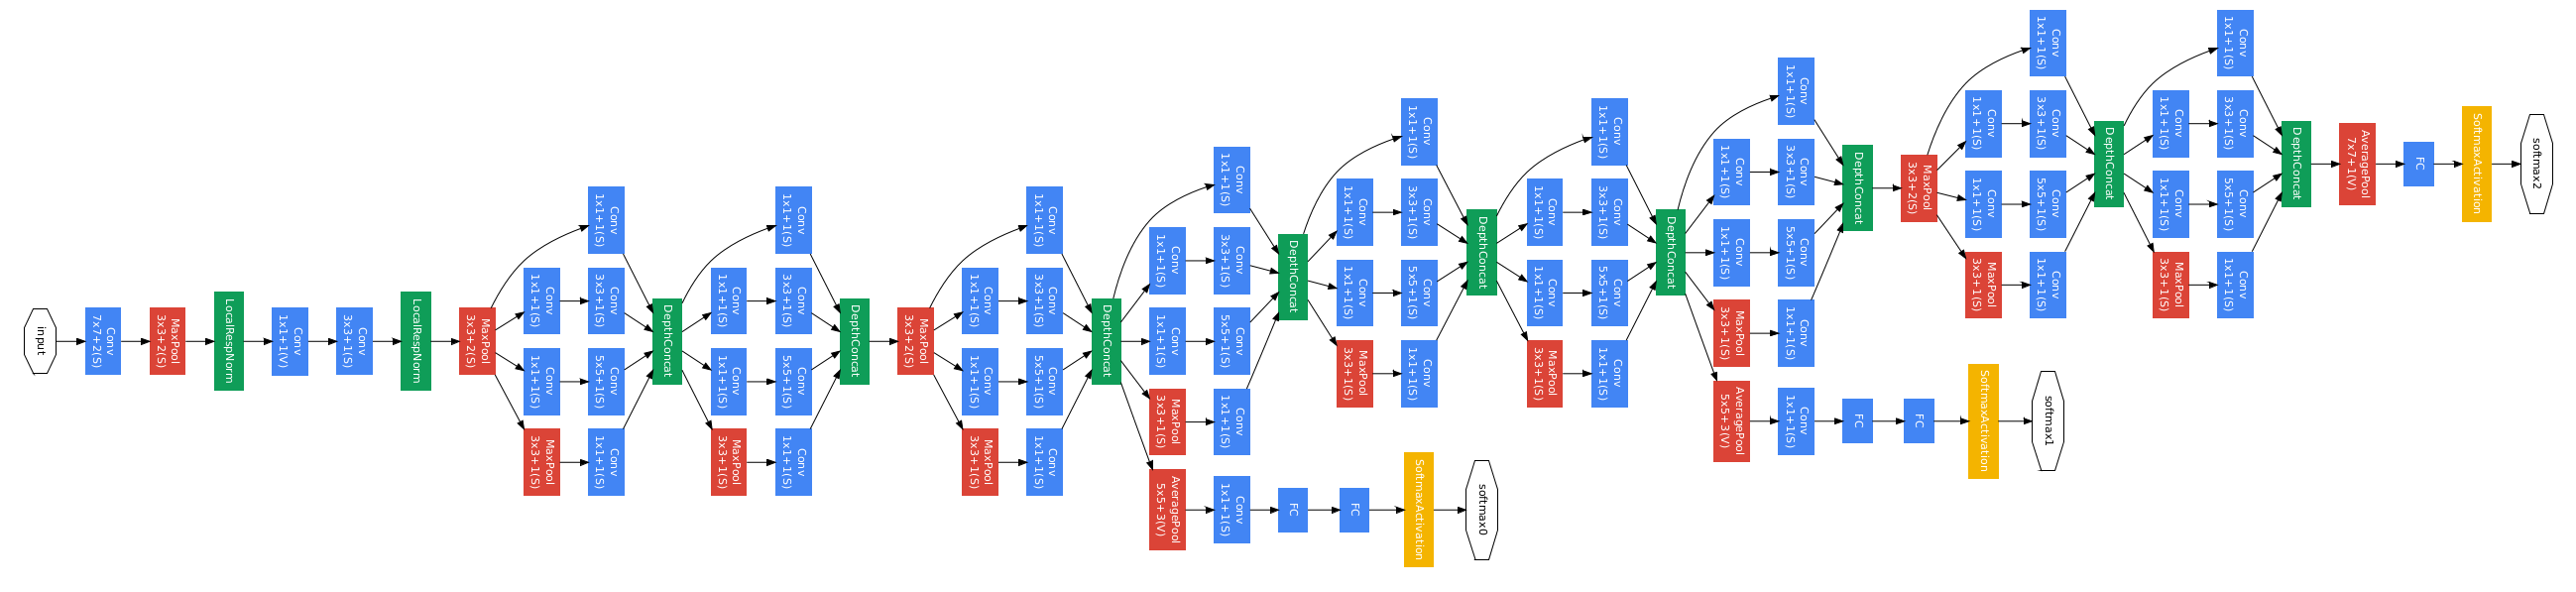 input
Conv
7x7+2(S)
MaxPool
3x3+2(S)
LocalRespNorm
Conv
1x1+1(V)
Conv
3x3+1(S)
LocalRespNorm
MaxPool
3x3+2(S)
Conv
1x1+1(S)
Conv
1x1+1(S)
MaxPool
3x3+1(S)
Conv
1x1+1(S)
Conv
3x3+1(S)
Conv
5x5+1(S)
Conv
1x1+1(S)
DepthConcat
Conv
1x1+1(S)
Conv
1x1+1(S)
MaxPool
3x3+1(S)
Conv
1x1+1(S)
Conv
3x3+1(S)
Conv
5x5+1(S)
Conv
1x1+1(S)
DepthConcat
MaxPool
3x3+2(S)
Conv
1x1+1(S)
Conv
1x1+1(S)
MaxPool
3x3+1(S)
Conv
1x1+1(S)
Conv
3x3+1(S)
Conv
5x5+1(S)
Conv
1x1+1(S)
DepthConcat
Conv
1x1+1(S)
Conv
1x1+1(S)
MaxPool
3x3+1(S)
AveragePool
5x5+3(V)
Conv
1x1+1(S)
Conv
3x3+1(S)
Conv
5x5+1(S)
Conv
1x1+1(S)
Conv
1x1+1(S)
DepthConcat
FC
FC
SoftmaxActivation
softmax0
Conv
1x1+1(S)
Conv
1x1+1(S)
MaxPool
3x3+1(S)
Conv
1x1+1(S)
Conv
3x3+1(S)
Conv
5x5+1(S)
Conv
1x1+1(S)
DepthConcat
Conv
1x1+1(S)
Conv
1x1+1(S)
MaxPool
3x3+1(S)
Conv
1x1+1(S)
Conv
3x3+1(S)
Conv
5x5+1(S)
Conv
1x1+1(S)
DepthConcat
Conv
1x1+1(S)
Conv
1x1+1(S)
MaxPool
3x3+1(S)
AveragePool
5x5+3(V)
Conv
1x1+1(S)
Conv
3x3+1(S)
Conv
5x5+1(S)
Conv
1x1+1(S)
Conv
1x1+1(S)
DepthConcat
FC
FC
SoftmaxActivation
softmax1
MaxPool
3x3+2(S)
Conv
1x1+1(S)
Conv
1x1+1(S)
MaxPool
3x3+1(S)
Conv
1x1+1(S)
Conv
3x3+1(S)
Conv
5x5+1(S)
Conv
1x1+1(S)
DepthConcat
Conv
1x1+1(S)
Conv
1x1+1(S)
MaxPool
3x3+1(S)
Conv
1x1+1(S)
Conv
3x3+1(S)
Conv
5x5+1(S)
Conv
1x1+1(S)
DepthConcat
AveragePool
7x7+1(V)
FC
SoftmaxActivation
softmax2